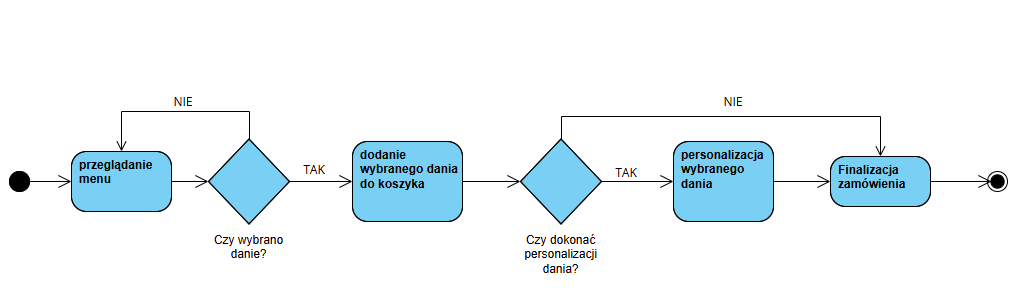 NIE
NIE
przeglądanie
menu
TAK
dodanie
wybranego dania
do koszyka
TAK
personalizacja
wybranego
dania
Finalizacja
zamówienia
Czy wybrano
danie?
Czy dokonać
personalizacji
dania?